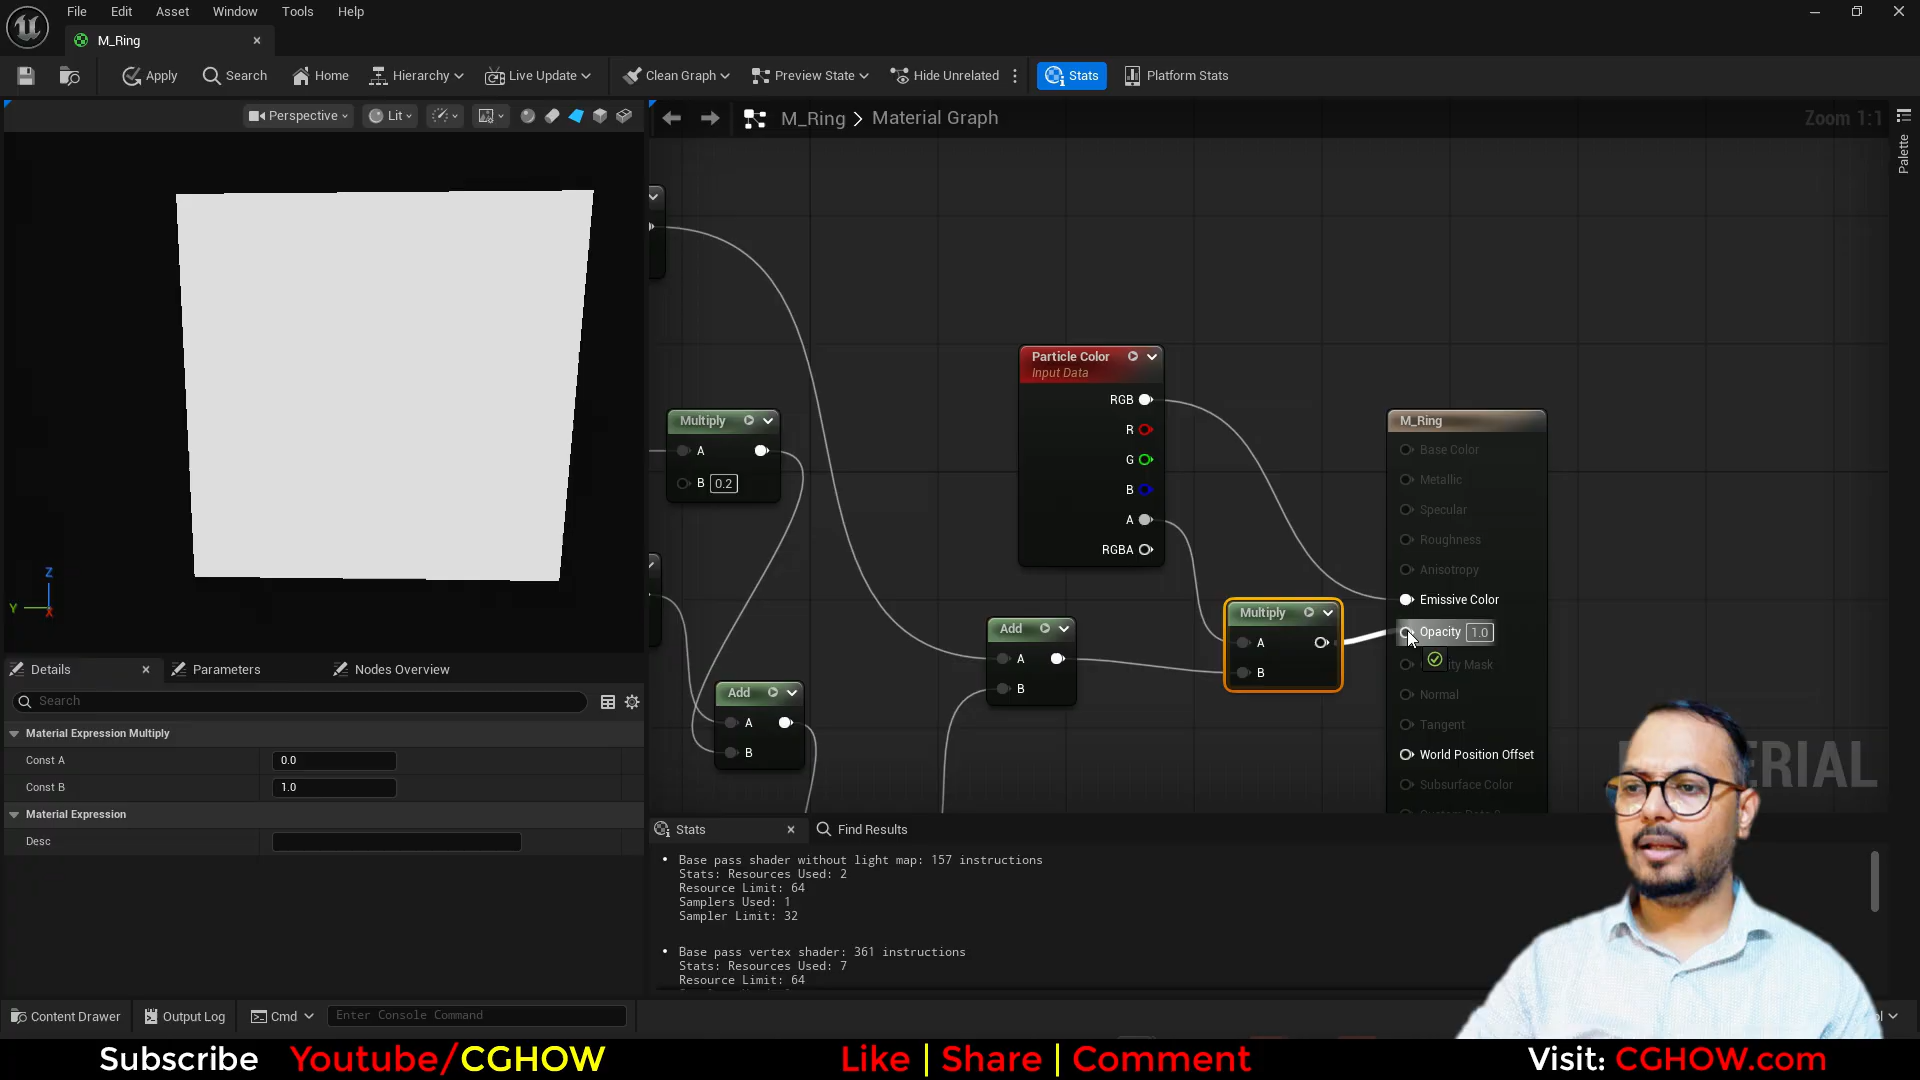 File Edit Asset Window Tools Help
M_Ring
Apply Search Home Hierarchy Live Update Clean Graph Preview State Hide Unrelated Stats Platform Stats
Perspective Lit
M_Ring > Material Graph
Zoom 1:1
Palette
Particle Color
Input Data
RGB
R
G
B
A
RGBA
Multiply
A
B 0.2
Add
A
B
Add
A
B
Multiply
A
B
M_Ring
Base Color
Metallic
Specular
Roughness
Anisotropy
Emissive Color
Opacity 1.0
Normal
Tangent
World Position Offset
Subsurface Color
Z
Y
X
Details Parameters Nodes Overview
Search
Material Expression Multiply
Const A 0.0
Const B 1.0
Material Expression
Desc
Stats Find Results
• Base pass shader without light map: 157 instructions
Stats: Resources Used: 2
Resource Limit: 64
Samplers Used: 1
Sampler Limit: 32
• Base pass vertex shader: 361 instructions
Stats: Resources Used: 7
Resource Limit: 64
Content Drawer Output Log Cmd Enter Console Command
Subscribe Youtube/CGHOW Like | Share | Comment Visit: CGHOW.com